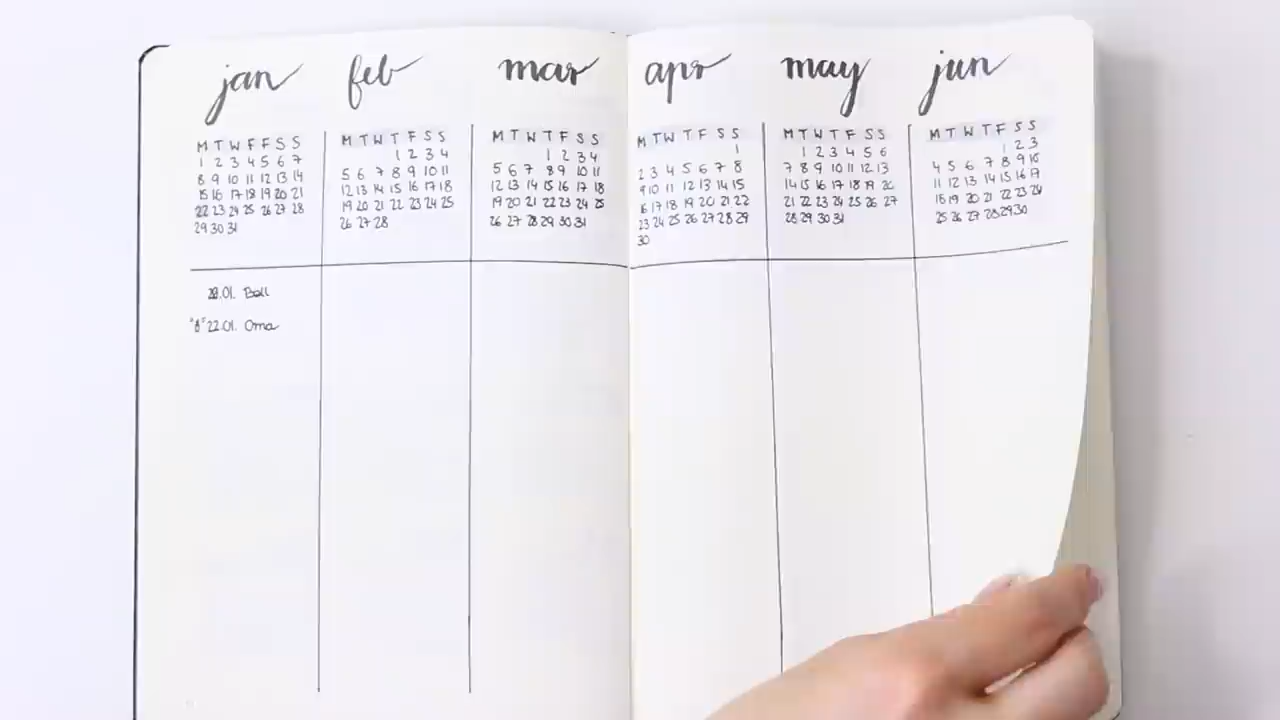 jan
M T W F F S S
1 2 3 4 5 6 7
8 9 10 11 12 13 14
15 16 17 18 19 20 21
22 23 24 25 26 27 28
29 30 31
28.01. Ball
22.01. Oma
feb
M T W T F S S
1 2 3 4
5 6 7 8 9 10 11
12 13 14 15 16 17 18
19 20 21 22 23 24 25
26 27 28
mar
M T W T F S S
1 2 3 4
5 6 7 8 9 10 11
12 13 14 15 16 17 18
19 20 21 22 23 24 25
26 27 28 29 30 31
apr
M T W T F S S
1
2 3 4 5 6 7 8
9 10 11 12 13 14 15
16 17 18 19 20 21 22
23 24 25 26 27 28 29
30
may
M T W T F S S
1 2 3 4 5 6
7 8 9 10 11 12 13
14 15 16 17 18 19 20
21 22 23 24 25 26 27
28 29 30 31
jun
M T W T F S S
1 2 3
4 5 6 7 8 9 10
11 12 13 14 15 16 17
18 19 20 21 22 23 24
25 26 27 28 29 30